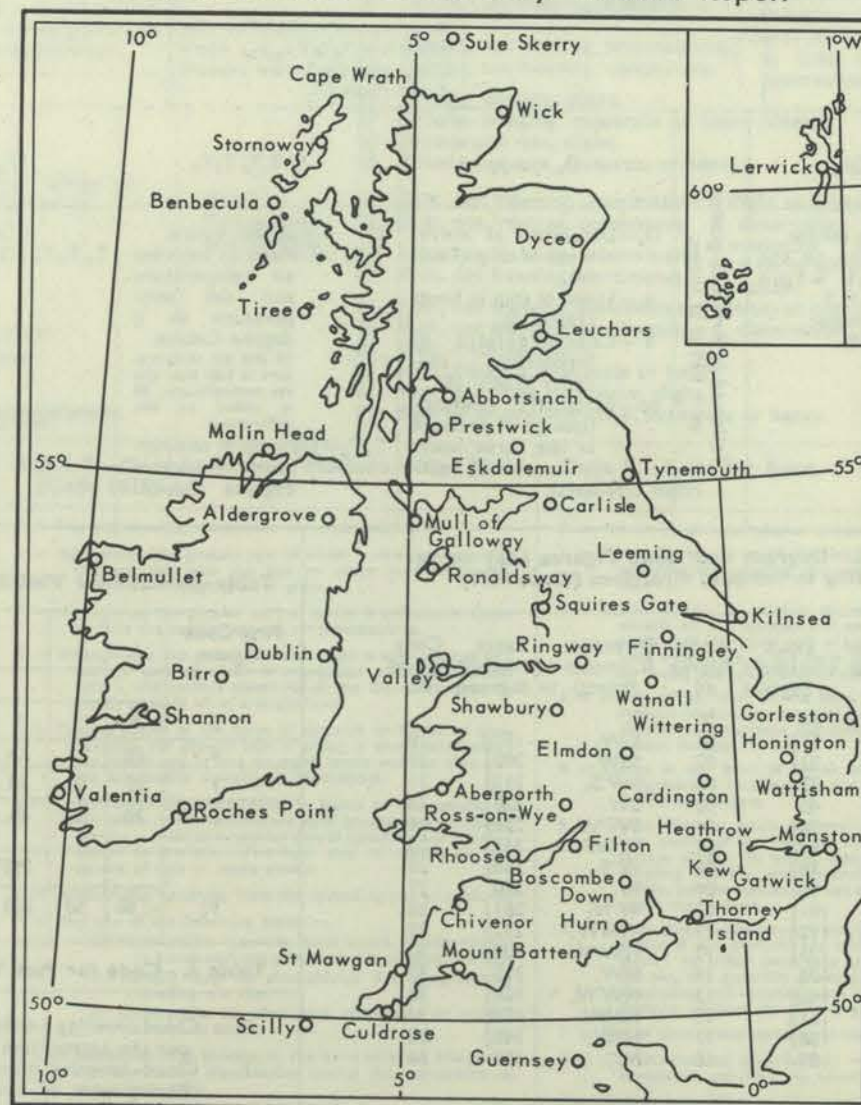 10°
5°
Sule Skerry
1°W
Cape Wrath
Wick
Stornoway
Lerwick
60°
Benbecula
Dyce
Tiree
Leuchars
0°
Abbotsinch
Prestwick
Malin Head
Eskdalemuir
Tynemouth
55°
55°
Aldergrove
Mull of
Galloway
Carlisle
Belmullet
Ronaldsway
Leeming
Squires Gate
Kilnsea
Dublin
Ringway
Finningley
Birr
Valley
Watnall
Shannon
Shawbury
Wittering
Gorleston
Elmdon
Honington
Valentia
Roches Point
Aberporth
Cardington
Wattisham
Ross-on-Wye
Heathrow
Manston
Rhoose
Filton
Kew
Boscombe
Down
Gatwick
Chivenor
Hurn
Thorney
Island
St Mawgan
Mount Batten
50°
50°
Scilly
Culdrose
Guernsey
10°
5°
0°